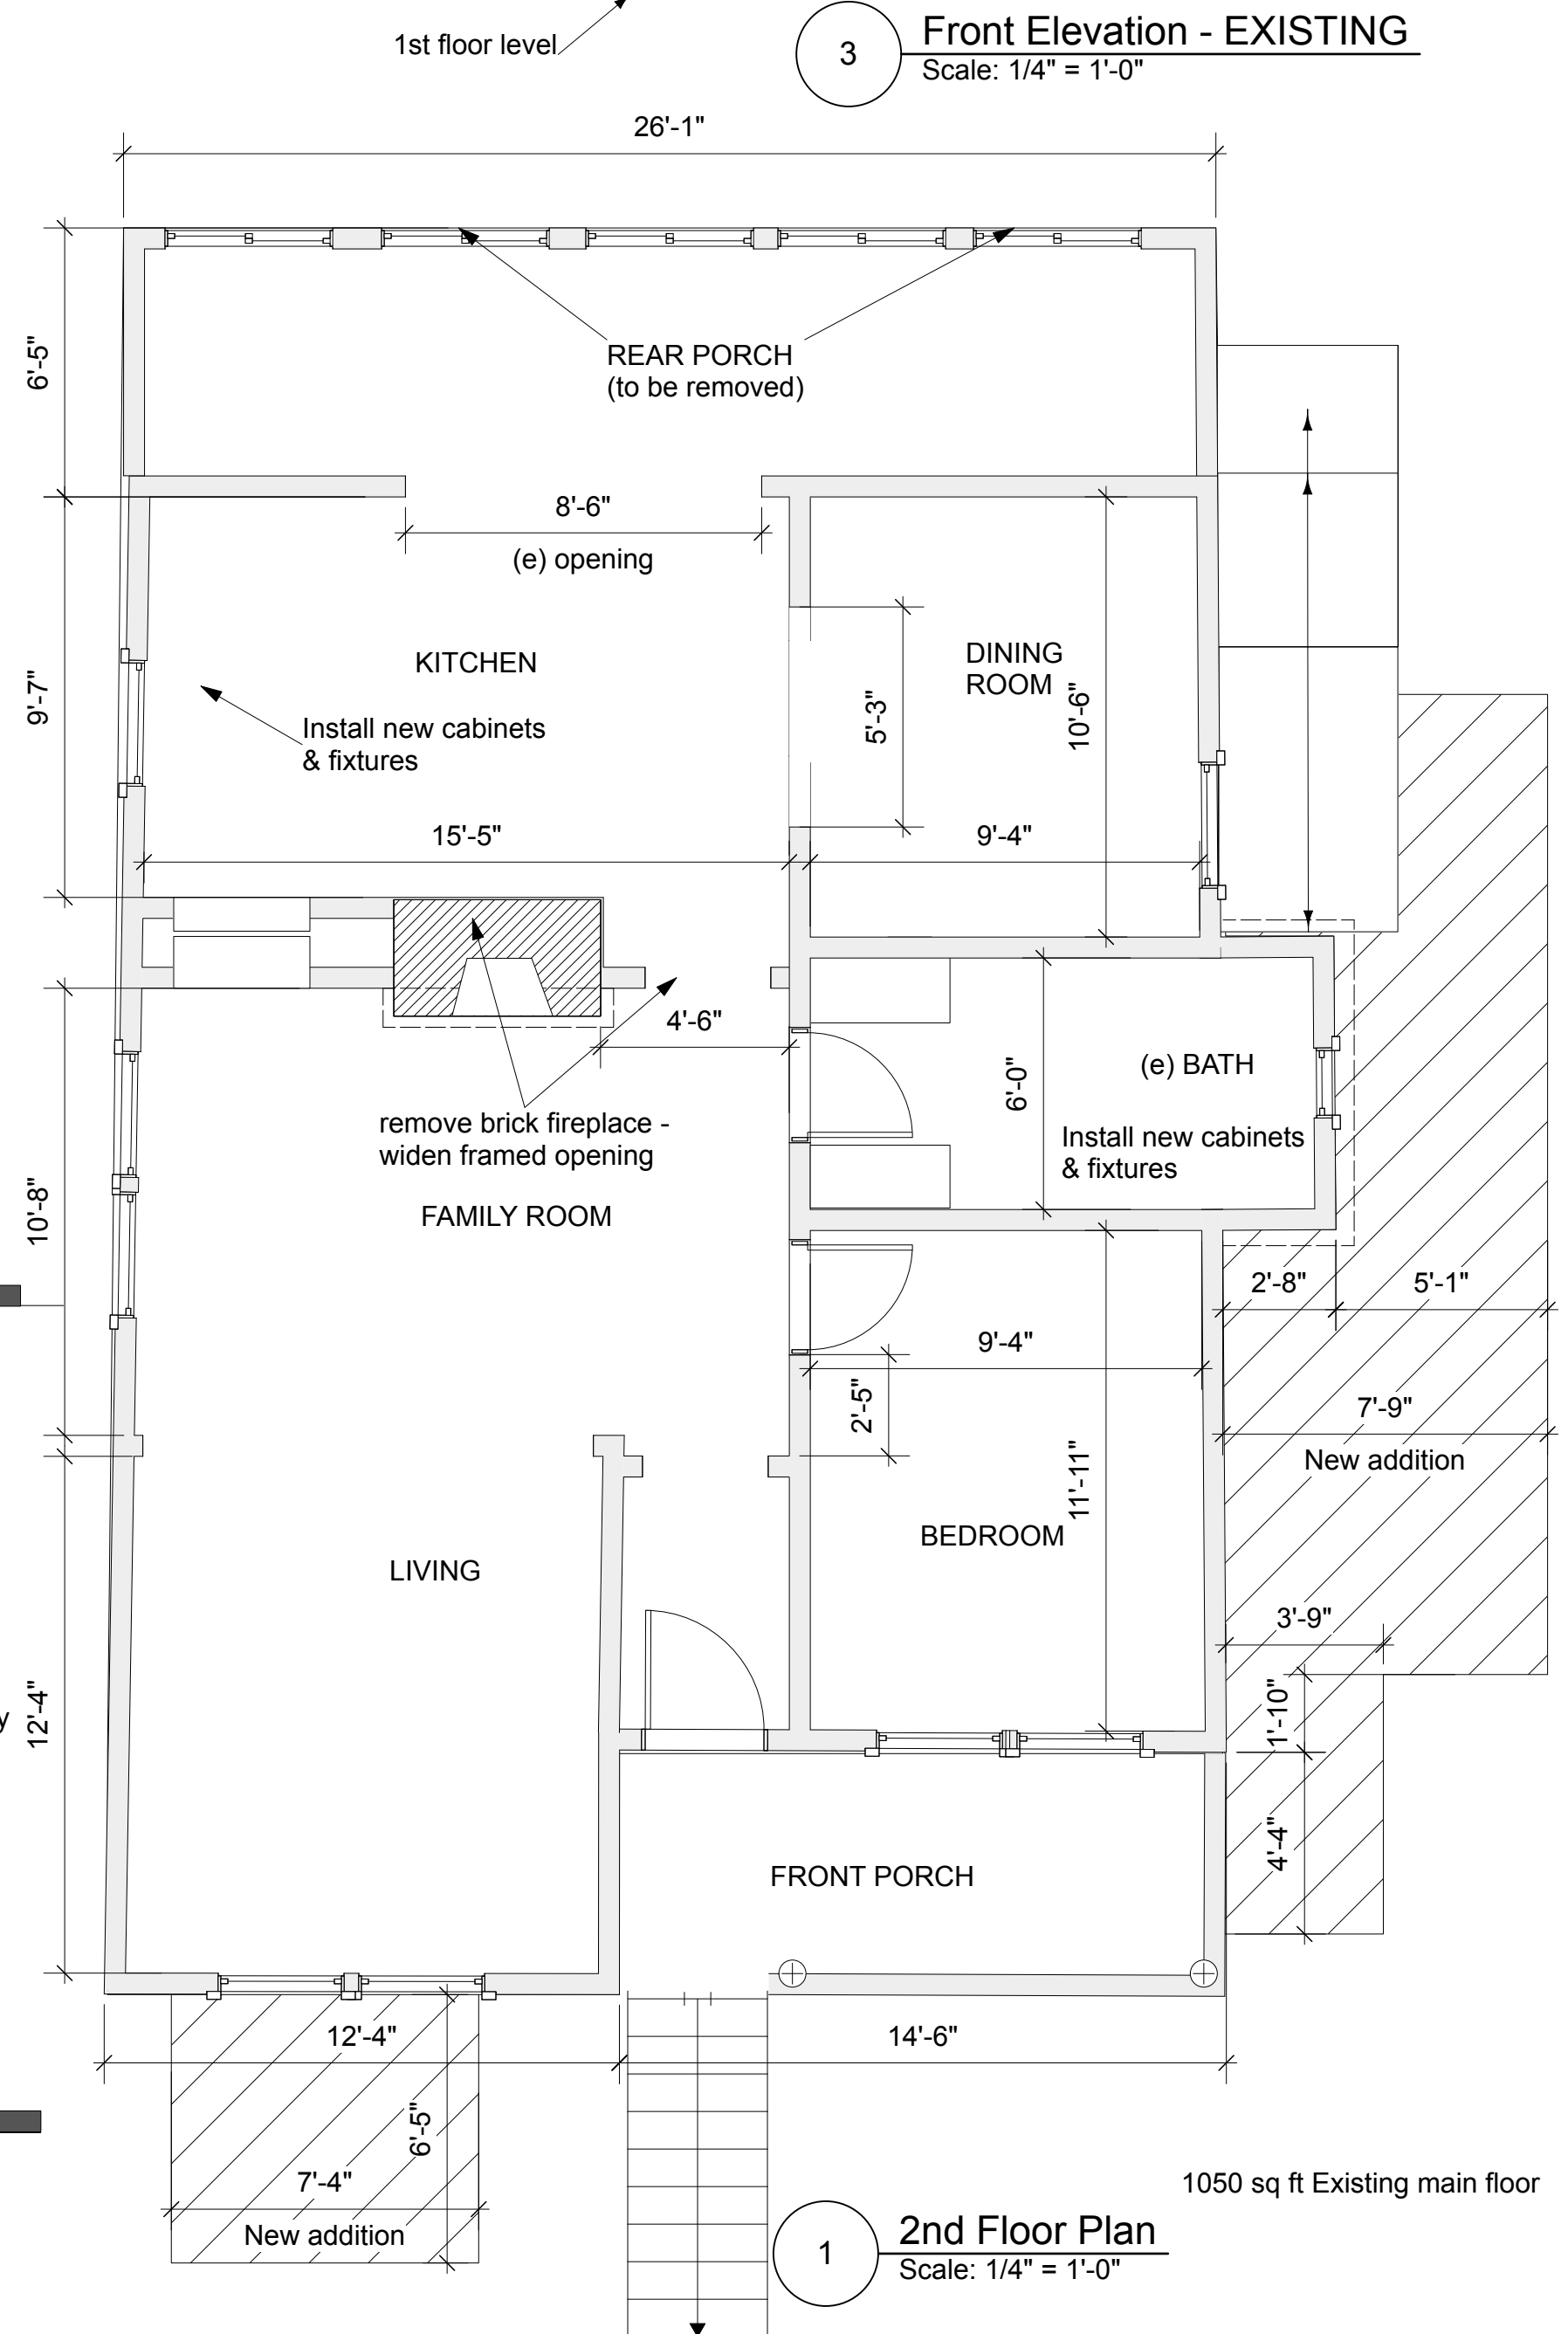 1st floor level
3
Front Elevation - EXISTING
Scale: 1/4" = 1'-0"
26'-1"
6'-5"
REAR PORCH
(to be removed)
8'-6"
(e) opening
9'-7"
KITCHEN
Install new cabinets
& fixtures
15'-5"
5'-3"
DINING
ROOM
10'-6"
9'-4"
4'-6"
remove brick fireplace -
widen framed opening
6'-0"
(e) BATH
Install new cabinets
& fixtures
10'-8"
FAMILY ROOM
2'-8"
5'-1"
9'-4"
2'-5"
11'-11"
7'-9"
New addition
BEDROOM
LIVING
3'-9"
1'-10"
y
12'-4"
4'-4"
FRONT PORCH
12'-4"
14'-6"
6'-5"
7'-4"
New addition
1050 sq ft Existing main floor
1
2nd Floor Plan
Scale: 1/4" = 1'-0"